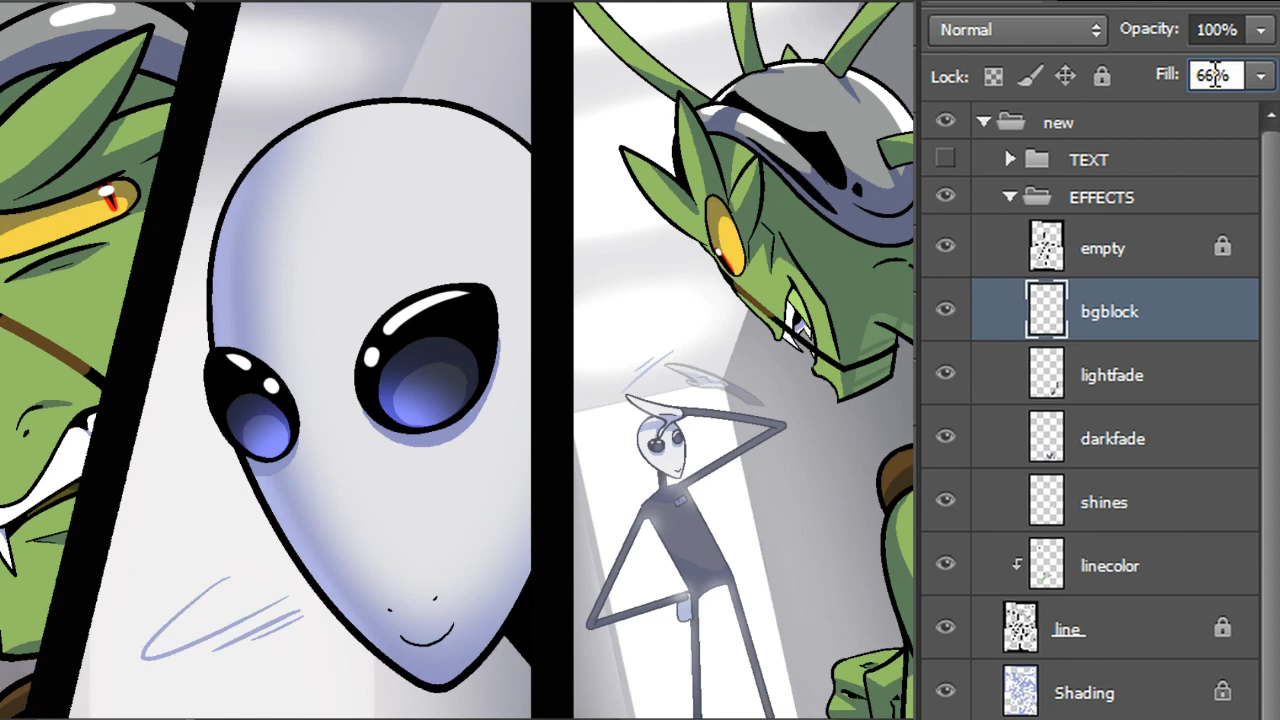 Normal Opacity: 100%
Lock: Fill: 66%
new
TEXT
EFFECTS
empty
bgblock
lightfade
darkfade
shines
linecolor
line
Shading